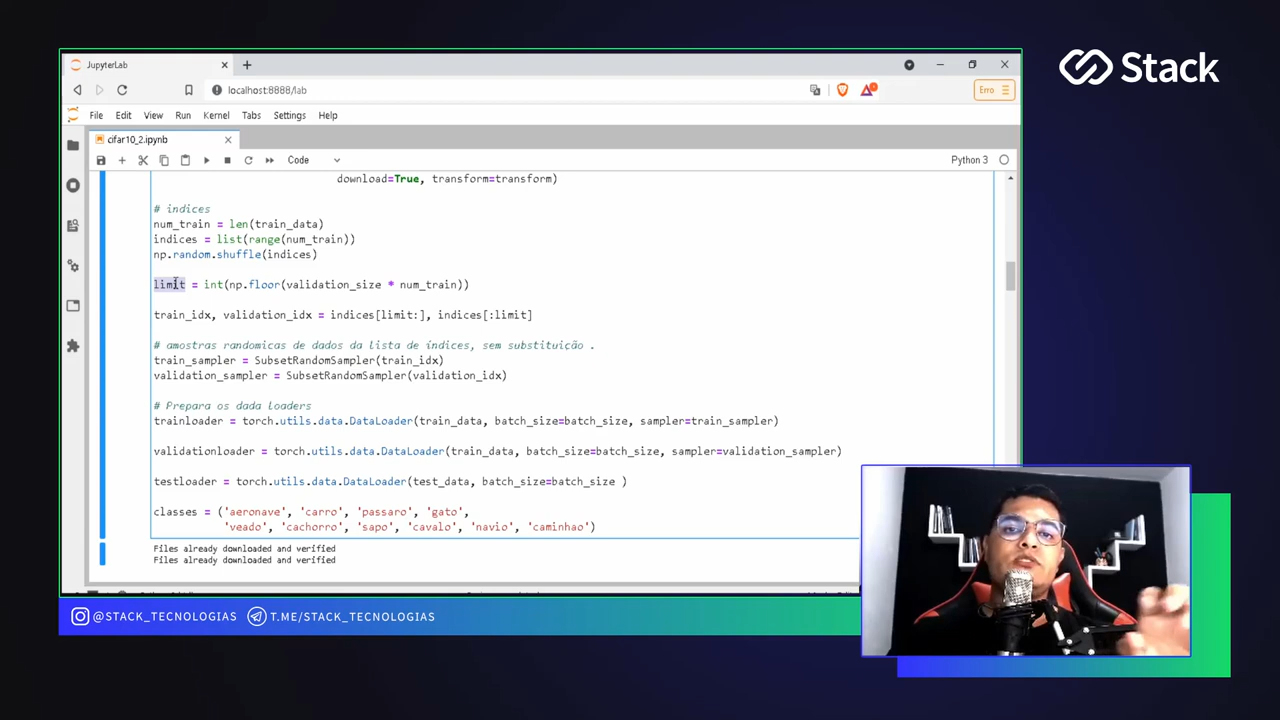 JupyterLab
localhost:8888/lab
Erro
File Edit View Run Kernel Tabs Settings Help
cifar10_2.ipynb
Code
Python 3
download=True, transform=transform)
# indices
num_train = len(train_data)
indices = list(range(num_train))
np.random.shuffle(indices)
limit = int(np.floor(validation_size * num_train))
train_idx, validation_idx = indices[limit:], indices[:limit]
# amostras randomicas de dados da lista de índices, sem substituição .
train_sampler = SubsetRandomSampler(train_idx)
validation_sampler = SubsetRandomSampler(validation_idx)
# Prepara os dada loaders
trainloader = torch.utils.data.DataLoader(train_data, batch_size=batch_size, sampler=train_sampler)
validationloader = torch.utils.data.DataLoader(train_data, batch_size=batch_size, sampler=validation_sampler)
testloader = torch.utils.data.DataLoader(test_data, batch_size=batch_size )
classes = ('aeronave', 'carro', 'passaro', 'gato',
'veado', 'cachorro', 'sapo', 'cavalo', 'navio', 'caminhao')
Files already downloaded and verified
Files already downloaded and verified
Stack
@STACK_TECNOLOGIAS T.ME/STACK_TECNOLOGIAS